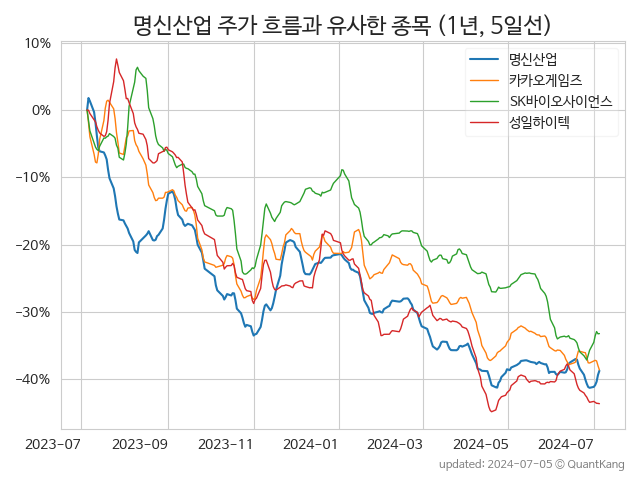 명신산업 주가 흐름과 유사한 종목 (1년, 5일선)
명신산업
카카오게임즈
SK바이오사이언스
성일하이텍
10%
0%
−10%
−20%
−30%
−40%
2023-07 2023-09 2023-11 2024-01 2024-03 2024-05 2024-07
updated: 2024-07-05 © QuantKang